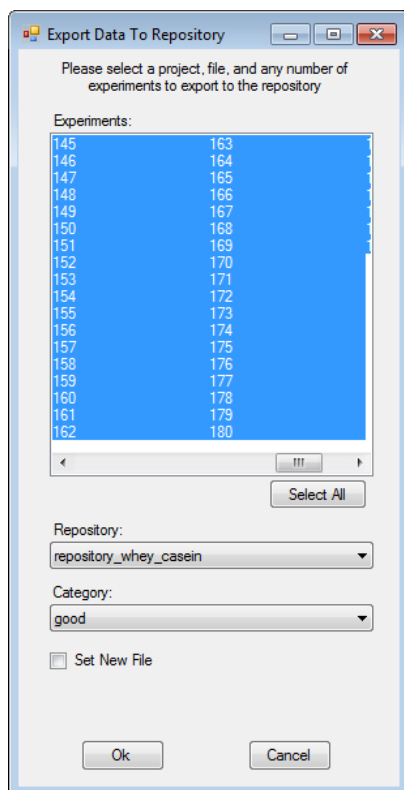 Export Data To Repository
Please select a project, file, and any number of
experiments to export to the repository
Experiments:
145 163
146 164
147 165
148 166
149 167
150 168
151 169
152 170
153 171
154 172
155 173
156 174
157 175
158 176
159 177
160 178
161 179
162 180
Select All
Repository:
repository_whey_casein
Category:
good
Set New File
Ok Cancel